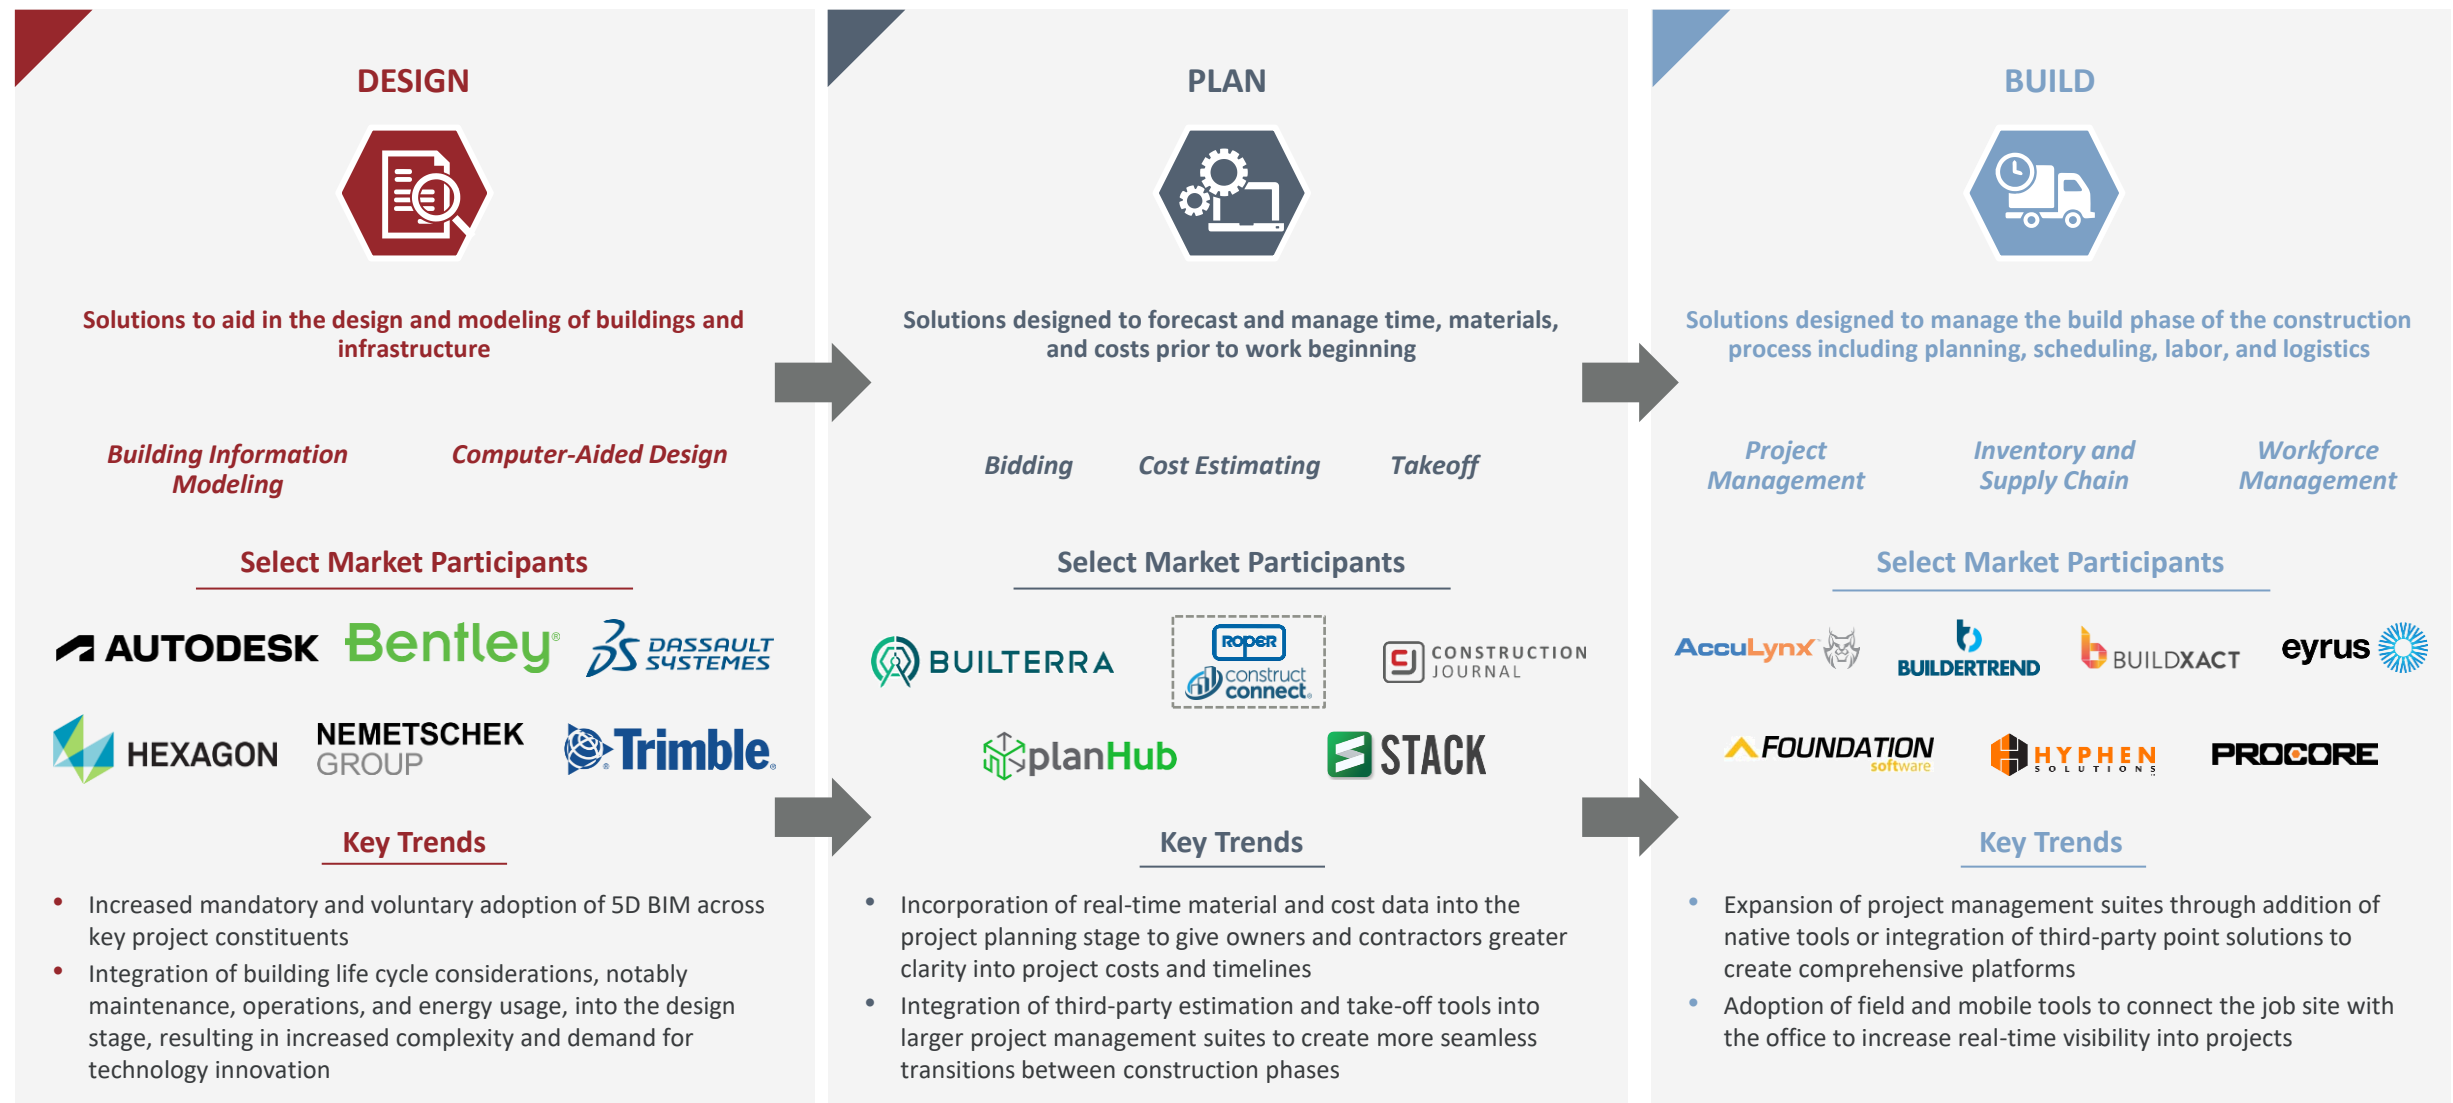 DESIGN
Solutions to aid in the design and modeling of buildings and
infrastructure
Building Information
Modeling
Computer-Aided Design
Select Market Participants
AUTODESK
Bentley®
DASSAULT
SYSTEMES
HEXAGON
NEMETSCHEK
GROUP
Trimble®
Key Trends
• Increased mandatory and voluntary adoption of 5D BIM across
key project constituents
• Integration of building life cycle considerations, notably
maintenance, operations, and energy usage, into the design
stage, resulting in increased complexity and demand for
technology innovation
PLAN
Solutions designed to forecast and manage time, materials,
and costs prior to work beginning
Bidding
Cost Estimating
Takeoff
Select Market Participants
BUILTERRA
ROPER
construct
connect®
CJ
CONSTRUCTION
JOURNAL
planHub
STACK
Key Trends
• Incorporation of real-time material and cost data into the
project planning stage to give owners and contractors greater
clarity into project costs and timelines
• Integration of third-party estimation and take-off tools into
larger project management suites to create more seamless
transitions between construction phases
BUILD
Solutions designed to manage the build phase of the construction
process including planning, scheduling, labor, and logistics
Project
Management
Inventory and
Supply Chain
Workforce
Management
Select Market Participants
AccuLynx
BUILDERTREND
BUILDXACT
eyrus
FOUNDATION
software
HYPHEN
SOLUTIONS
PROCORE
Key Trends
• Expansion of project management suites through addition of
native tools or integration of third-party point solutions to
create comprehensive platforms
• Adoption of field and mobile tools to connect the job site with
the office to increase real-time visibility into projects